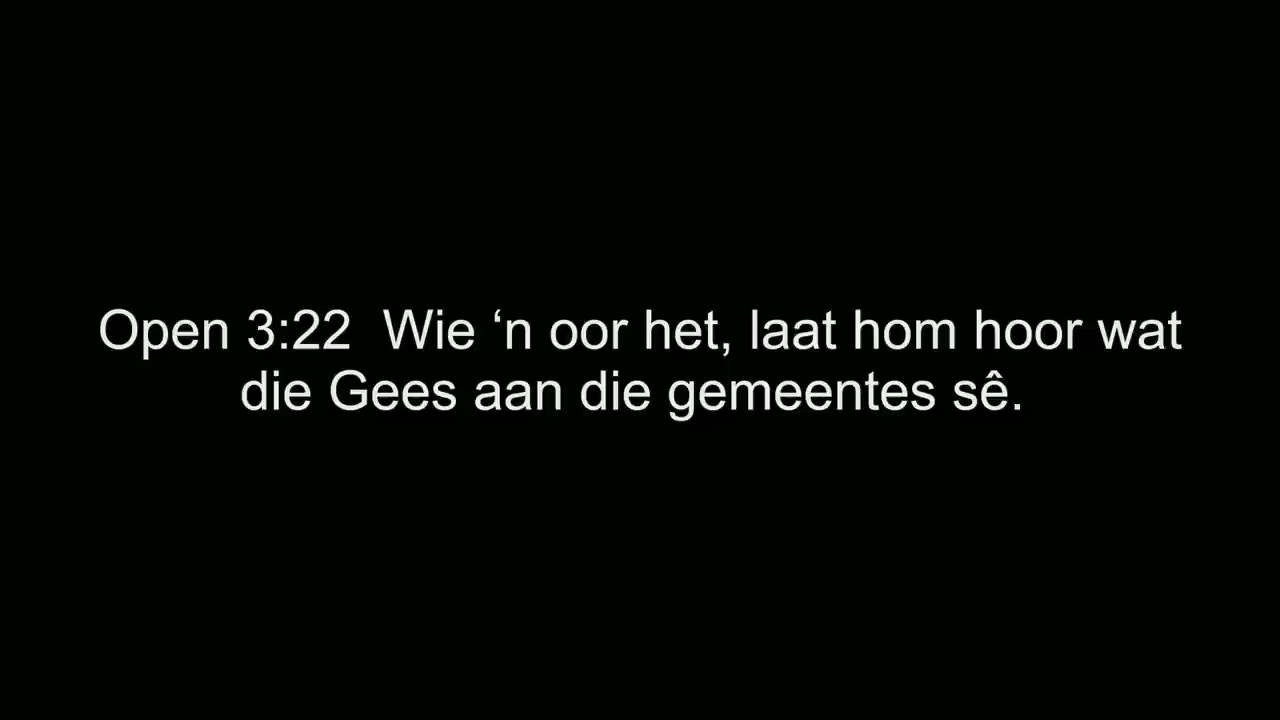 Open 3:22  Wie ‘n oor het, laat hom hoor wat
die Gees aan die gemeentes sê.